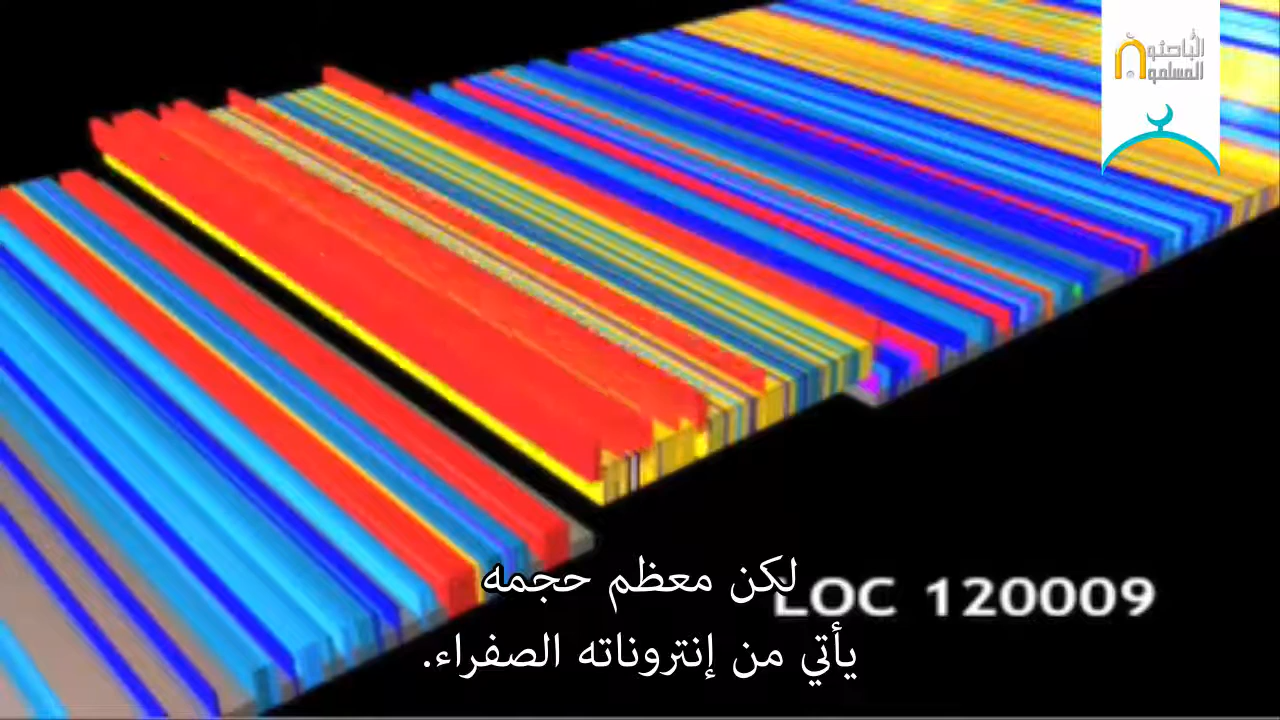 الباحثون
المسلمون
LOC 120009
لكن معظم حجمه
يأتي من إنتروناته الصفراء.